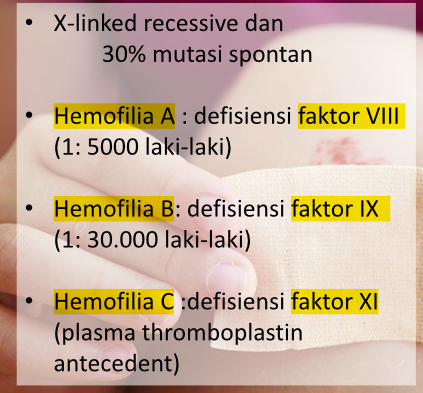 • X-linked recessive dan
30% mutasi spontan
• Hemofilia A : defisiensi faktor VIII
(1: 5000 laki-laki)
• Hemofilia B: defisiensi faktor IX
(1: 30.000 laki-laki)
• Hemofilia C :defisiensi faktor XI
(plasma thromboplastin
antecedent)